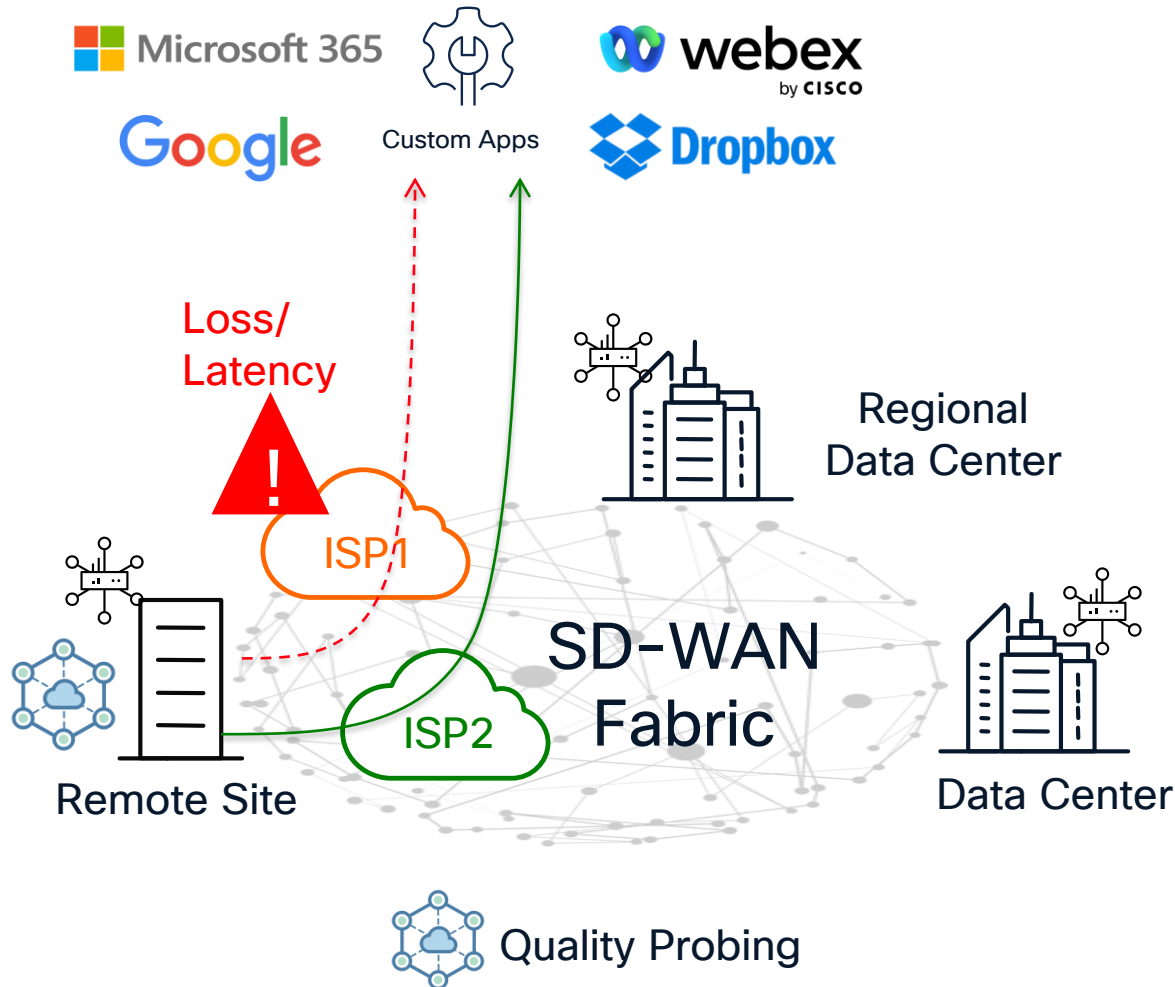 Microsoft 365
webex
by CISCO
Google
Custom Apps
Dropbox
Loss/
Latency
!
Regional
Data Center
ISP1
SD-WAN
Fabric
ISP2
Remote Site
Data Center
Quality Probing